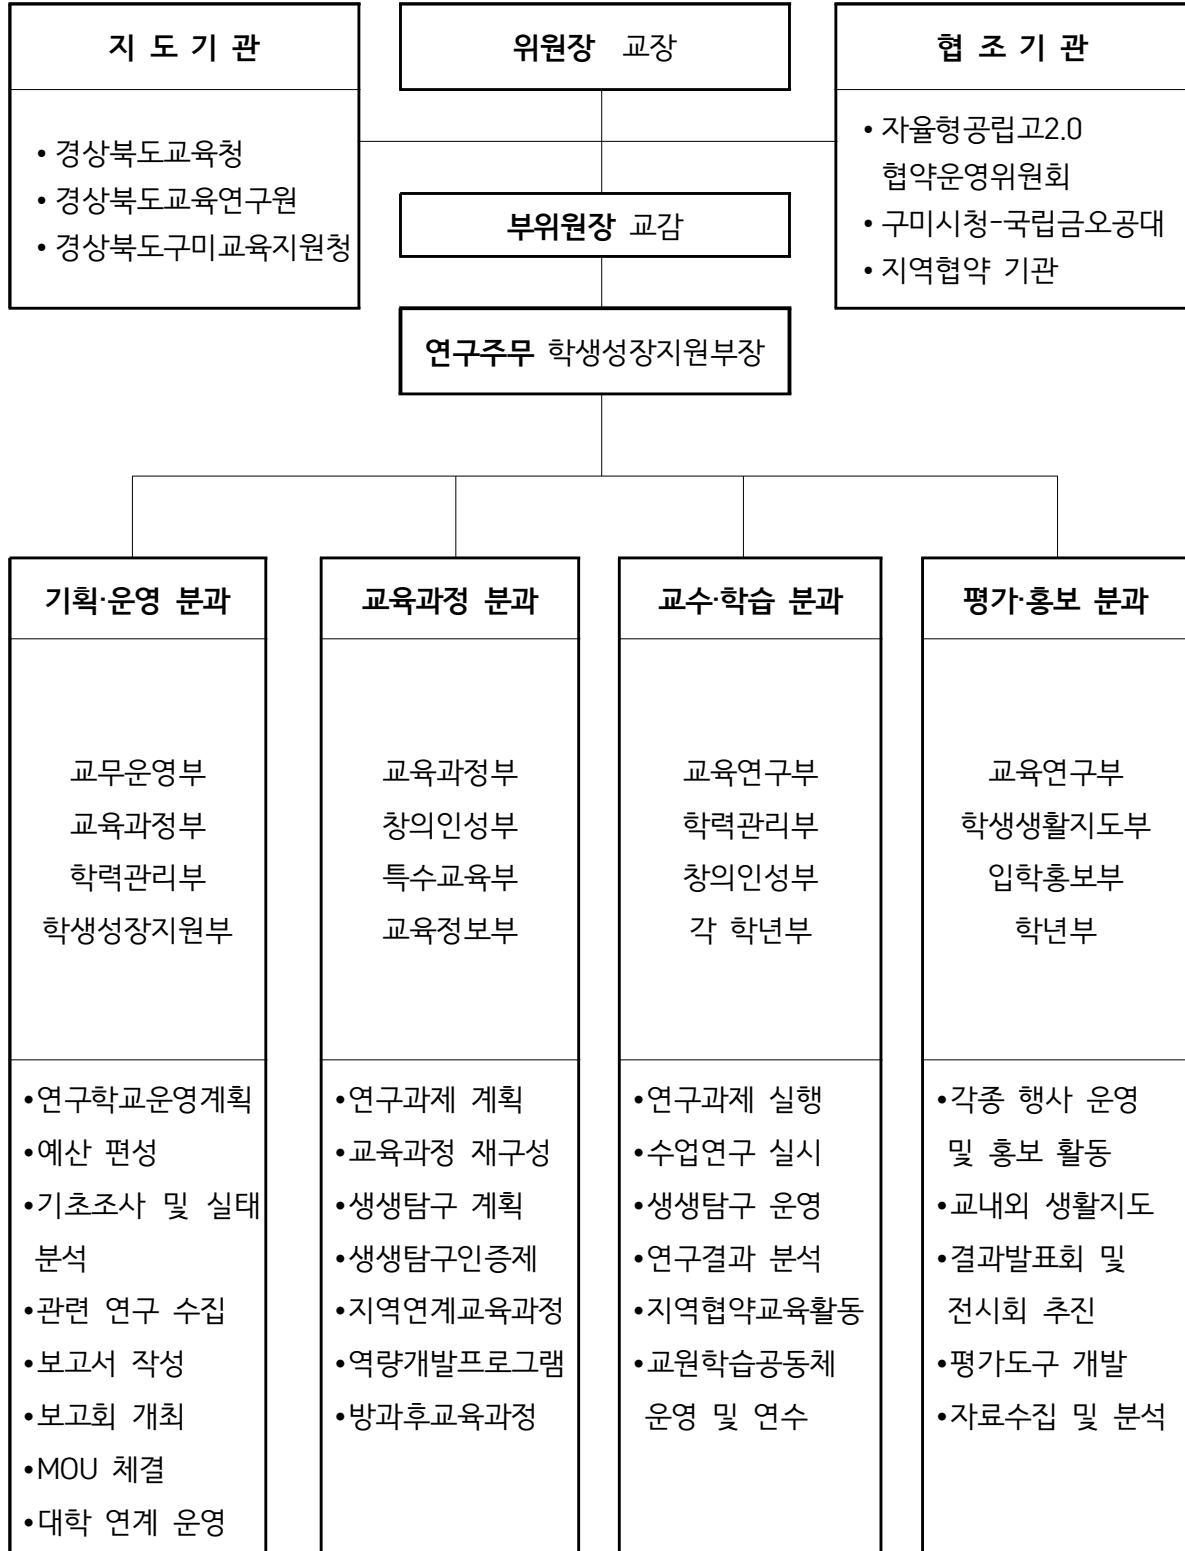 지 도 기 관
• 경상북도교육청
• 경상북도교육연구원
• 경상북도구미교육지원청
위원장 교장
부위원장 교감
연구주무 학생성장지원부장
협 조 기 관
• 자율형공립고2.0
협약운영위원회
• 구미시청-국립금오공대
• 지역협약 기관
기획·운영 분과
교무운영부
교육과정부
학력관리부
학생성장지원부
•연구학교운영계획
•예산 편성
•기초조사 및 실태
분석
•관련 연구 수집
•보고서 작성
•보고회 개최
•MOU 체결
•대학 연계 운영
교육과정 분과
교육과정부
창의인성부
특수교육부
교육정보부
•연구과제 계획
•교육과정 재구성
•생생탐구 계획
•생생탐구인증제
•지역연계교육과정
•역량개발프로그램
•방과후교육과정
교수·학습 분과
교육연구부
학력관리부
창의인성부
각 학년부
•연구과제 실행
•수업연구 실시
•생생탐구 운영
•연구결과 분석
•지역협약교육활동
•교원학습공동체
운영 및 연수
평가·홍보 분과
교육연구부
학생생활지도부
입학홍보부
학년부
•각종 행사 운영
및 홍보 활동
•교내외 생활지도
•결과발표회 및
전시회 추진
•평가도구 개발
•자료수집 및 분석